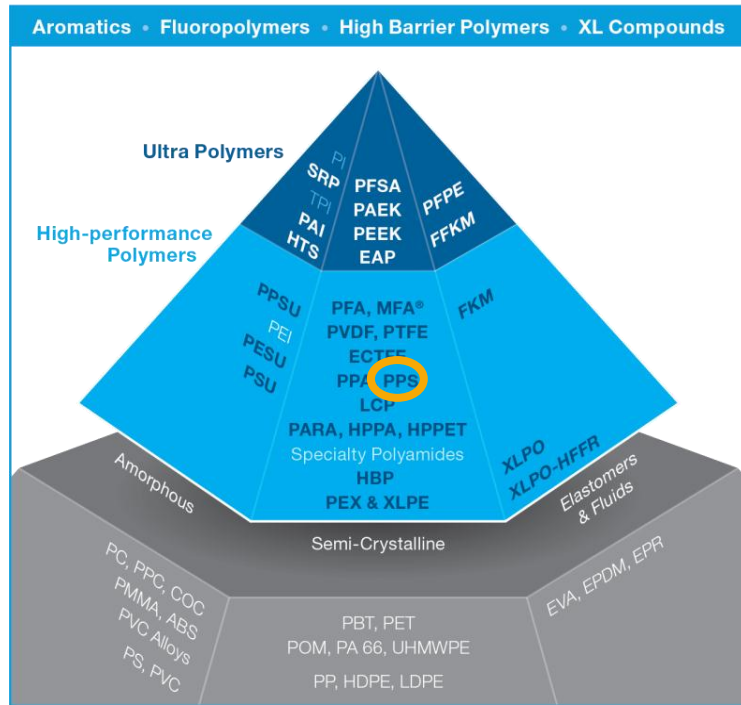 Aromatics • Fluoropolymers • High Barrier Polymers • XL Compounds
Ultra Polymers
PI
SRP
TPI
PAI
HTS
PFSA
PAEK
PEEK
EAP
PFPE
FFKM
High-performance
Polymers
PPSU
PEI
PESU
PSU
PFA, MFA®
PVDF, PTFE
ECTFE
PPA, PPS
LCP
PARA, HPPA, HPPET
Specialty Polyamides
HBP
PEX & XLPE
FKM
XLPO
XLPO-HFFR
Amorphous
Semi-Crystalline
Elastomers
& Fluids
PC, PPC, COC
PMMA, ABS
PVC Alloys
PS, PVC
PBT, PET
POM, PA 66, UHMWPE
PP, HDPE, LDPE
EVA, EPDM, EPR